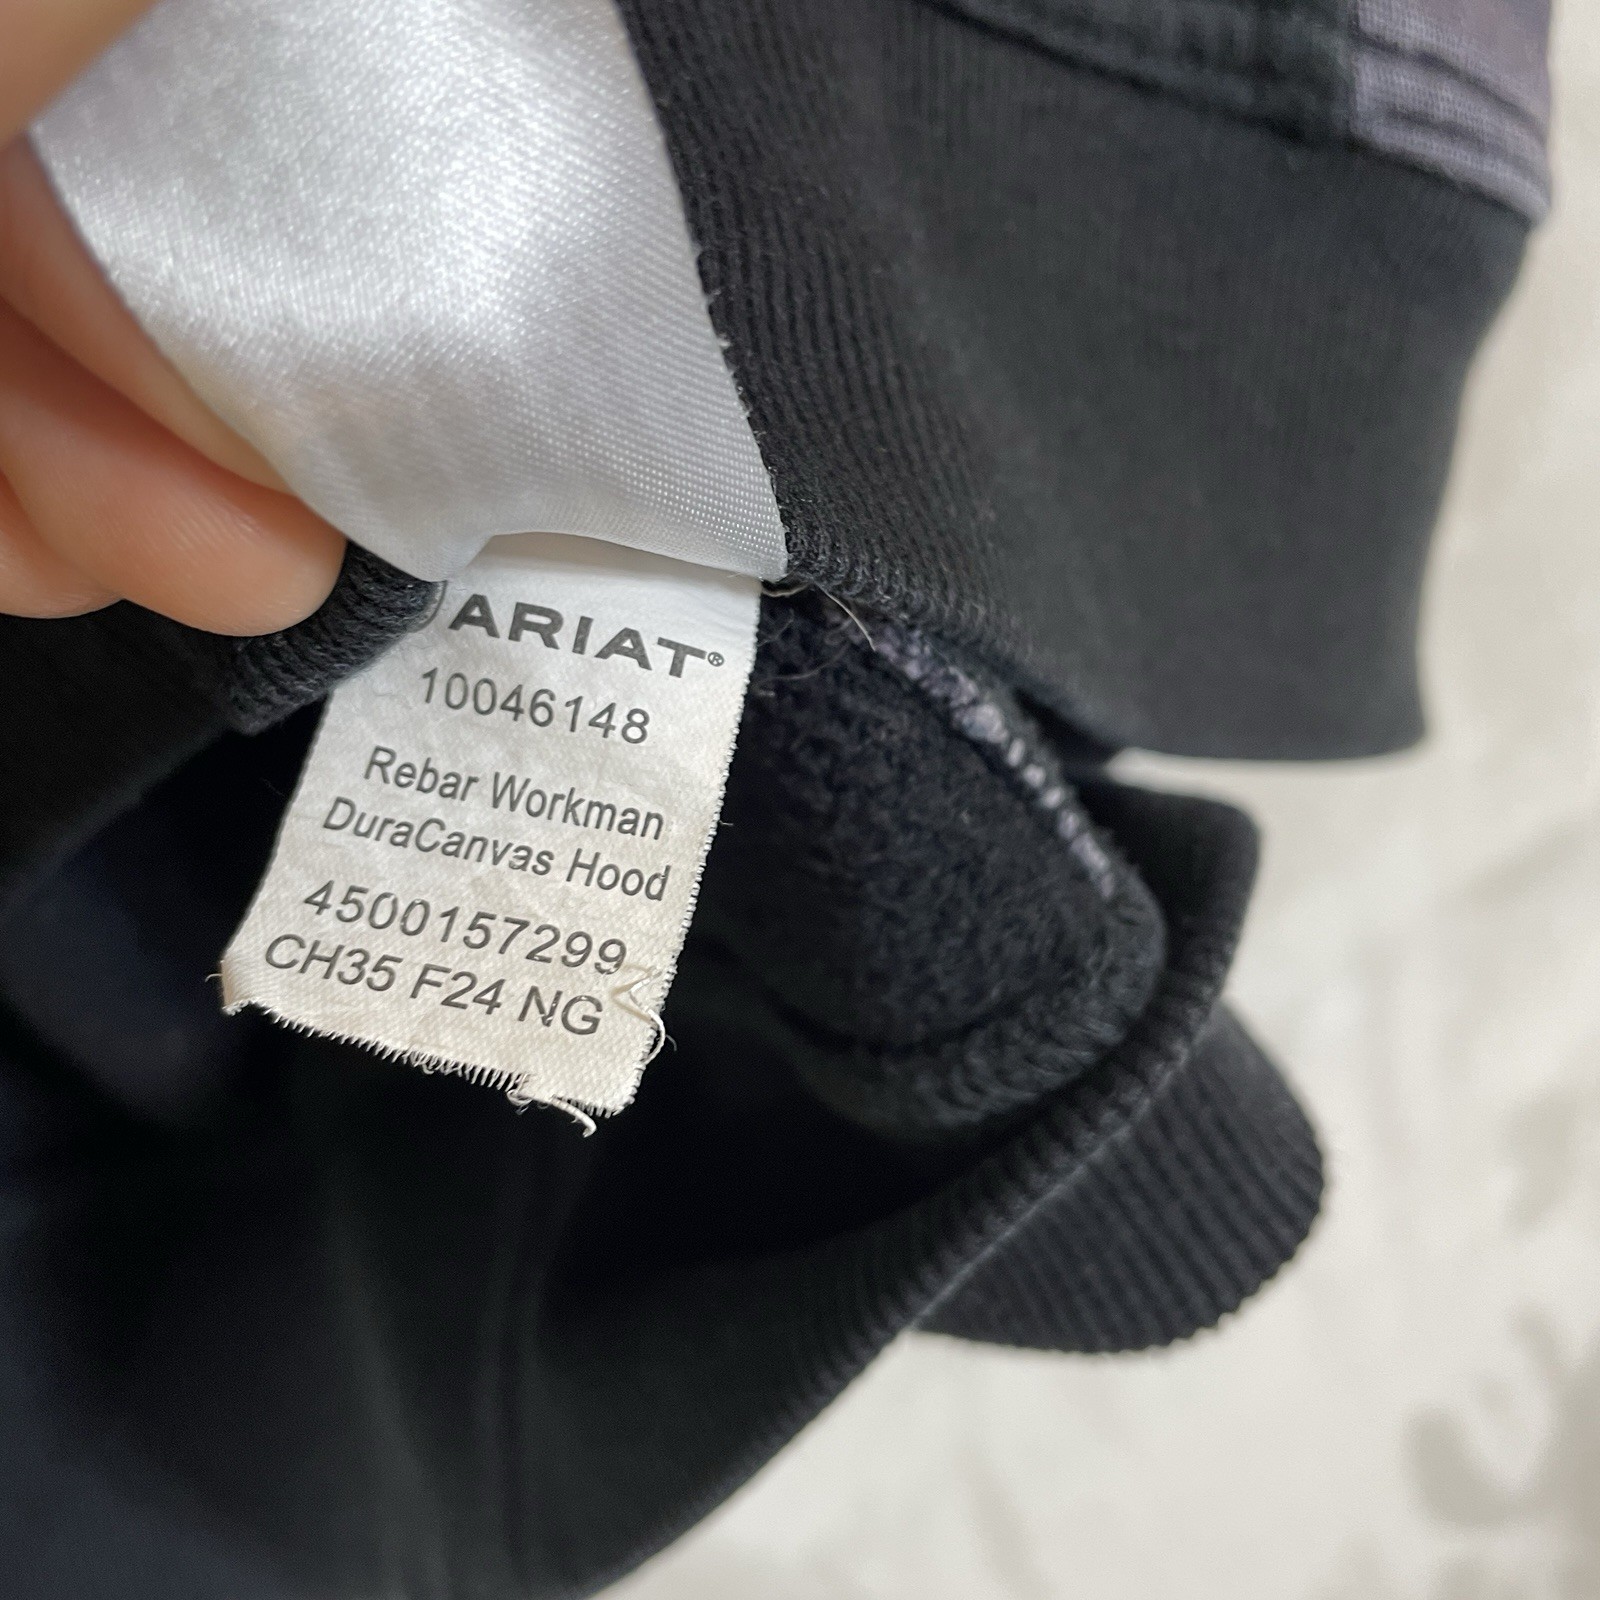 ARIAT®
10046148
Rebar Workman
DuraCanvas Hood
4500157299
CH35 F24 NG